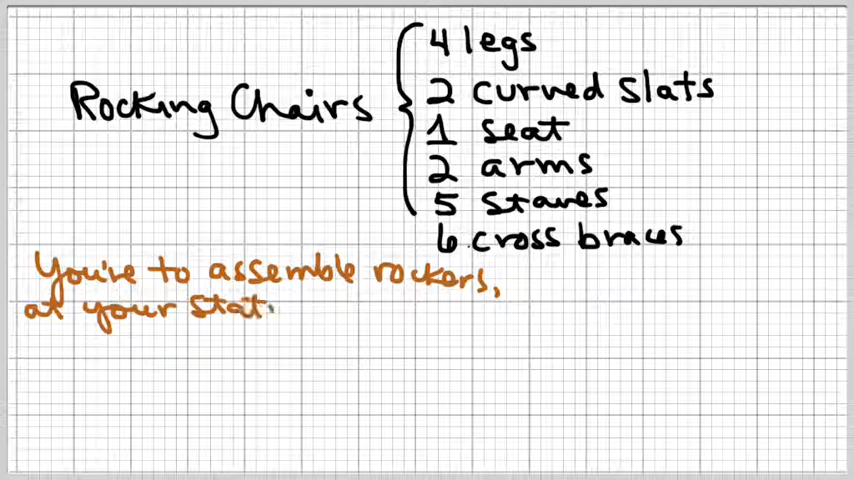 4 legs
Rocking Chairs
2 curved slats
1 seat
2 arms
5 staves
6 cross braces
You're to assemble rockers,
at your stat